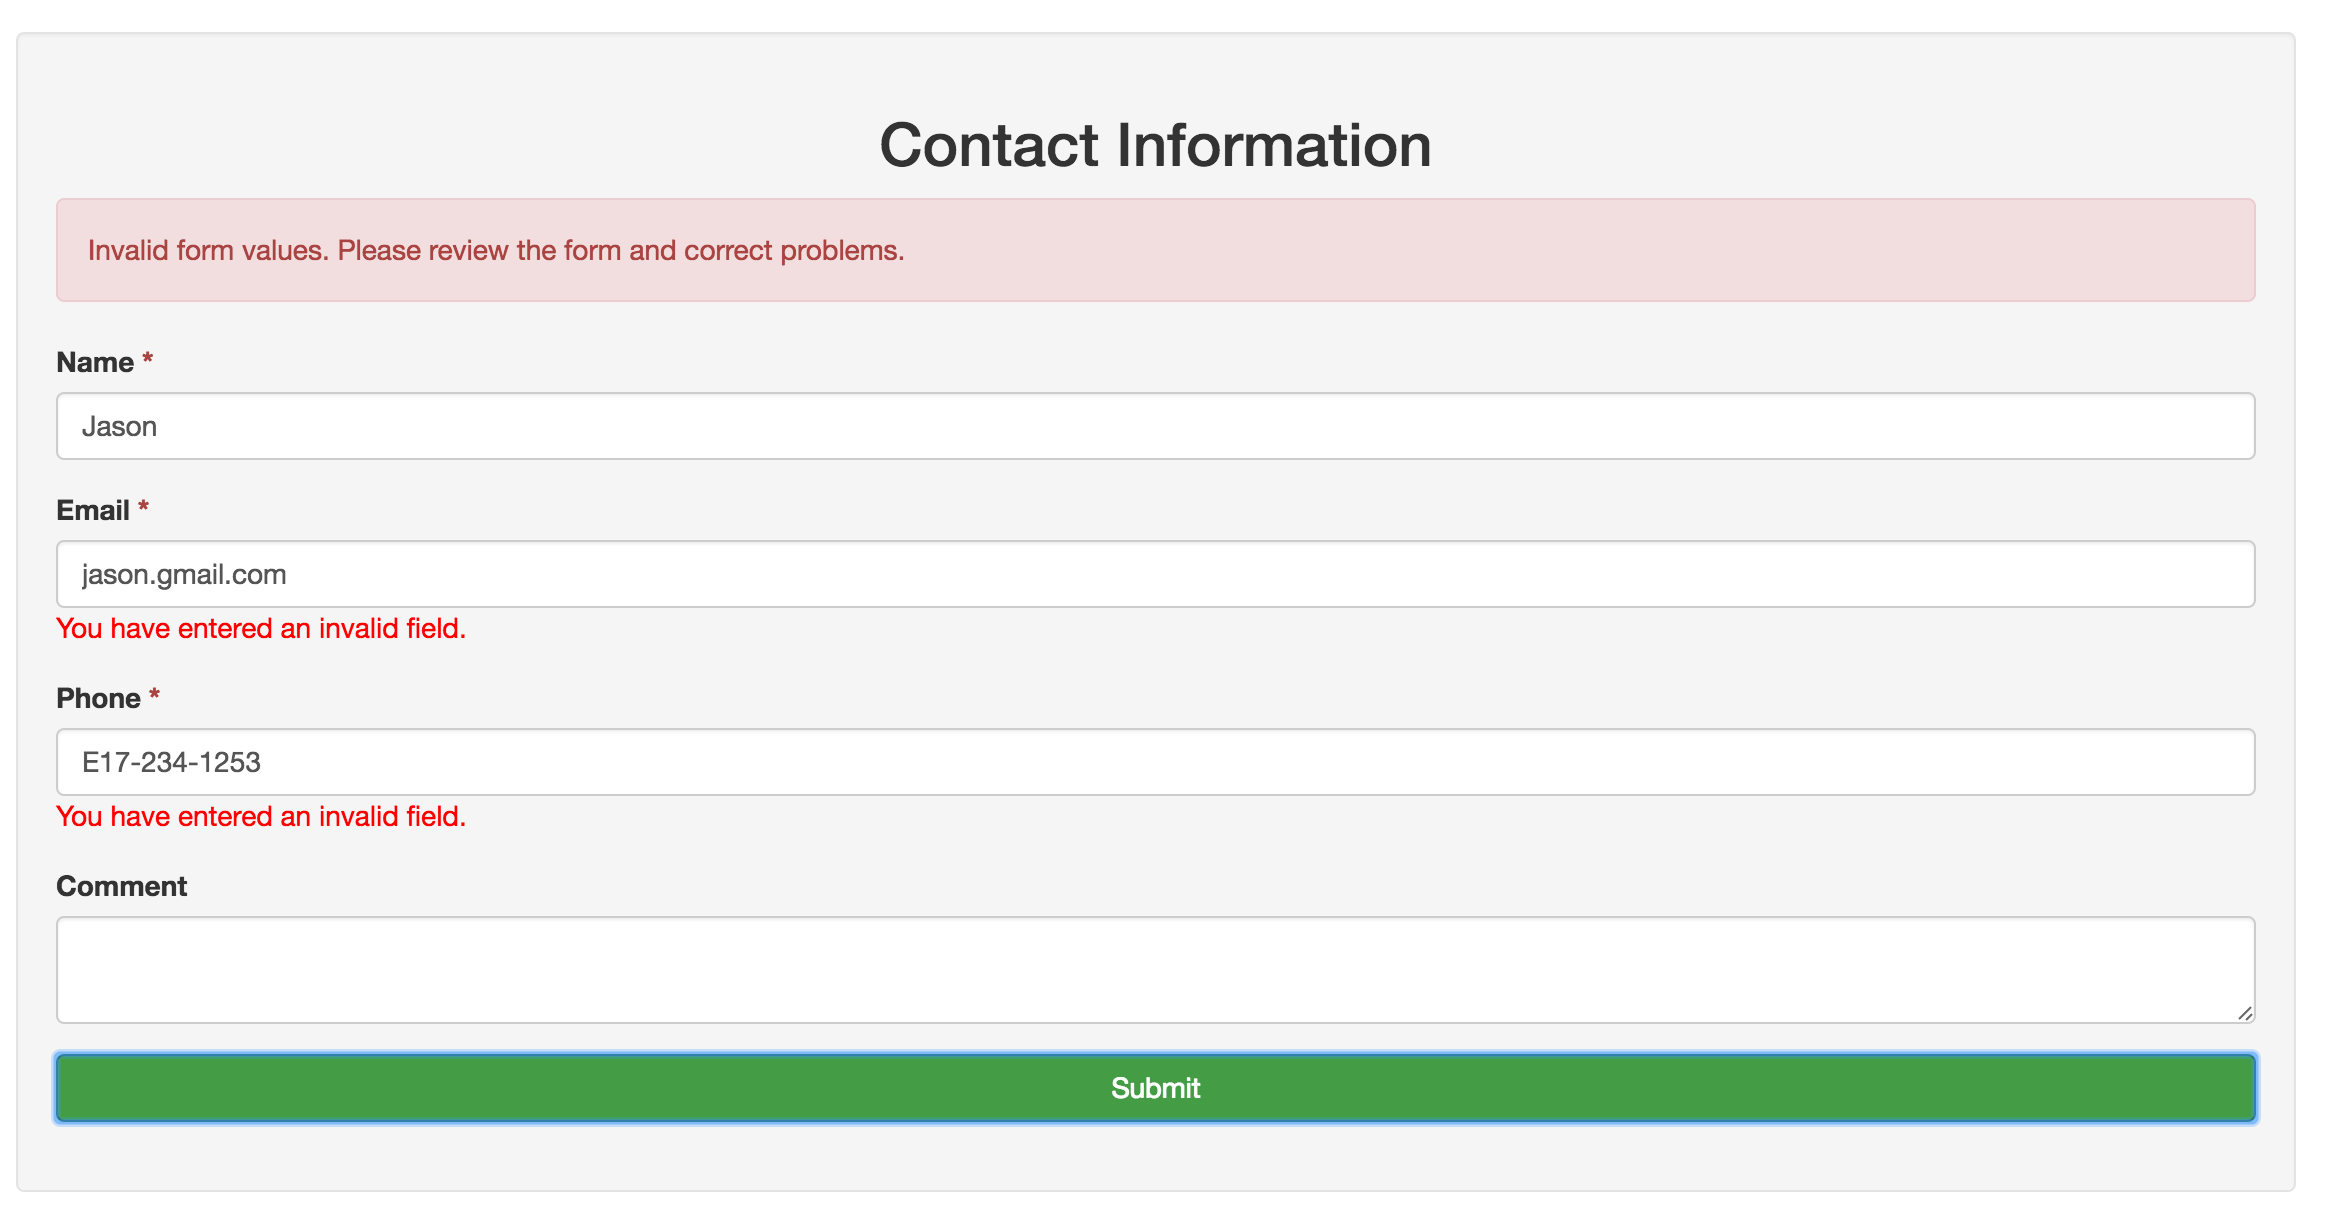 Contact Information
Invalid form values. Please review the form and correct problems.
Name *
Jason
Email *
jason.gmail.com
You have entered an invalid field.
Phone *
E17-234-1253
You have entered an invalid field.
Comment
Submit